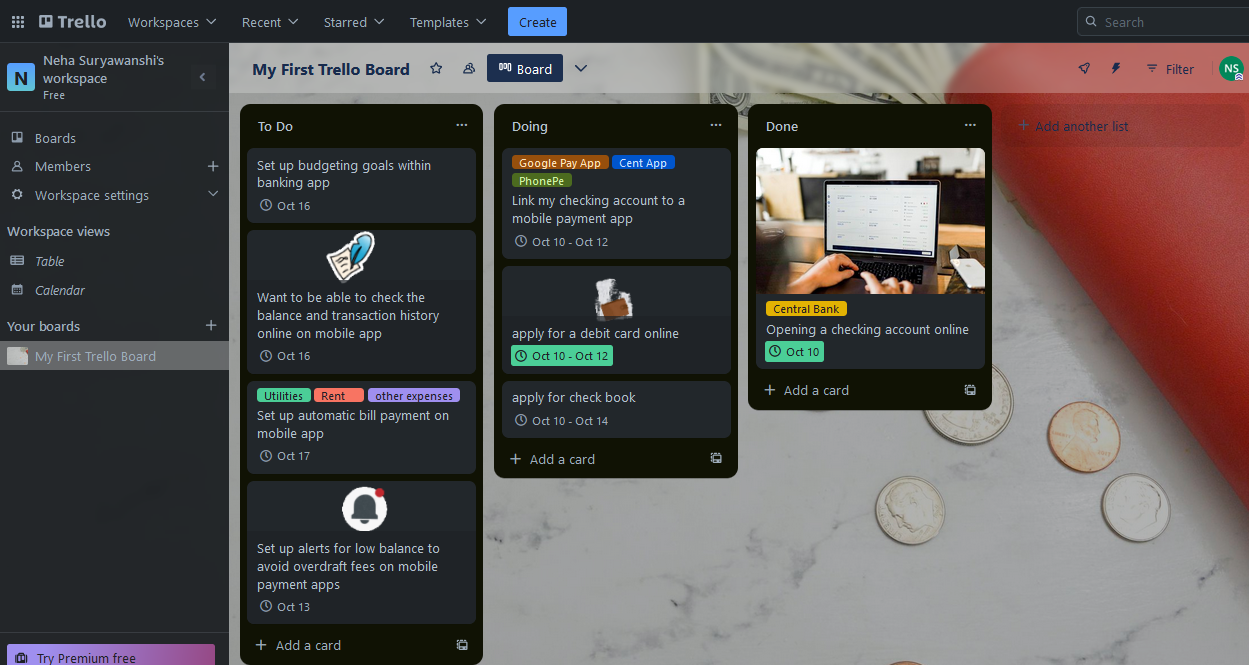 Trello
Workspaces
Recent
Starred
Templates
Create
Search
N
Neha Suryawanshi's
workspace
Free
Boards
Members
Workspace settings
Workspace views
Table
Calendar
Your boards
My First Trello Board
Try Premium free
My First Trello Board
Board
Filter
NS
To Do
Set up budgeting goals within
banking app
Oct 16
Want to be able to check the
balance and transaction history
online on mobile app
Oct 16
Utilities Rent other expenses
Set up automatic bill payment on
mobile app
Oct 17
Set up alerts for low balance to
avoid overdraft fees on mobile
payment apps
Oct 13
Add a card
Doing
Google Pay App Cent App
PhonePe
Link my checking account to a
mobile payment app
Oct 10 - Oct 12
apply for a debit card online
Oct 10 - Oct 12
apply for check book
Oct 10 - Oct 14
Add a card
Done
Central Bank
Opening a checking account online
Oct 10
Add a card
Add another list